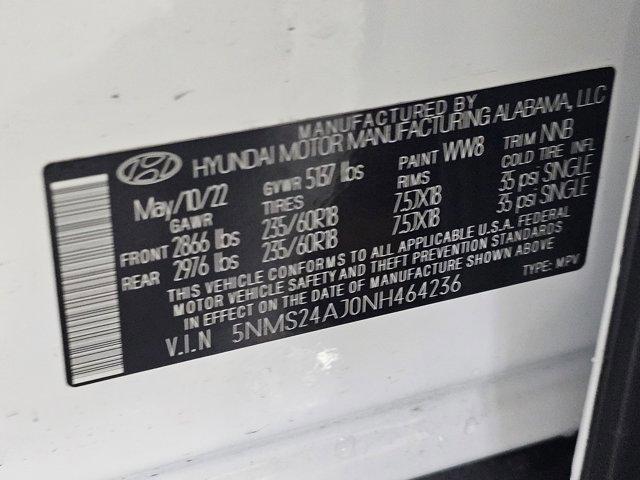 MANUFACTURED BY
HYUNDAI MOTOR MANUFACTURING ALABAMA, LLC
May/10/22 GVWR 5137 lbs PAINT WW8 TRIM NNB
GAWR TIRES RIMS COLD TIRE INFL
FRONT 2866 lbs 235/60R18 7.5JX18 35 psi SINGLE
REAR 2976 lbs 235/60R18 7.5JX18 35 psi SINGLE
THIS VEHICLE CONFORMS TO ALL APPLICABLE U.S.A. FEDERAL
MOTOR VEHICLE SAFETY AND THEFT PREVENTION STANDARDS
IN EFFECT ON THE DATE OF MANUFACTURE SHOWN ABOVE
V.I.N 5NMS24AJ0NH464236 TYPE: MPV